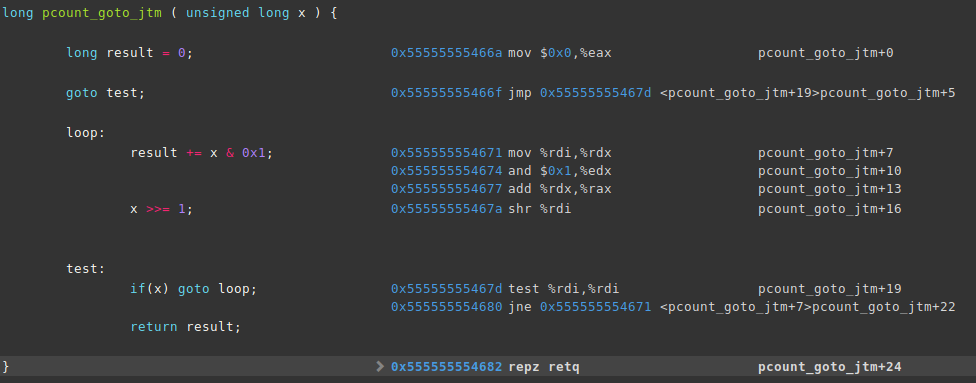 long pcount_goto_jtm ( unsigned long x ) {
long result = 0; 0x55555555466a mov $0x0,%eax pcount_goto_jtm+0
goto test; 0x55555555466f jmp 0x55555555467d <pcount_goto_jtm+19>pcount_goto_jtm+5
loop:
result += x & 0x1; 0x555555554671 mov %rdi,%rdx pcount_goto_jtm+7
0x555555554674 and $0x1,%edx pcount_goto_jtm+10
0x555555554677 add %rdx,%rax pcount_goto_jtm+13
x >>= 1; 0x55555555467a shr %rdi pcount_goto_jtm+16
test:
if(x) goto loop; 0x55555555467d test %rdi,%rdi pcount_goto_jtm+19
0x555555554680 jne 0x555555554671 <pcount_goto_jtm+7>pcount_goto_jtm+22
return result;
} 0x555555554682 repz retq pcount_goto_jtm+24